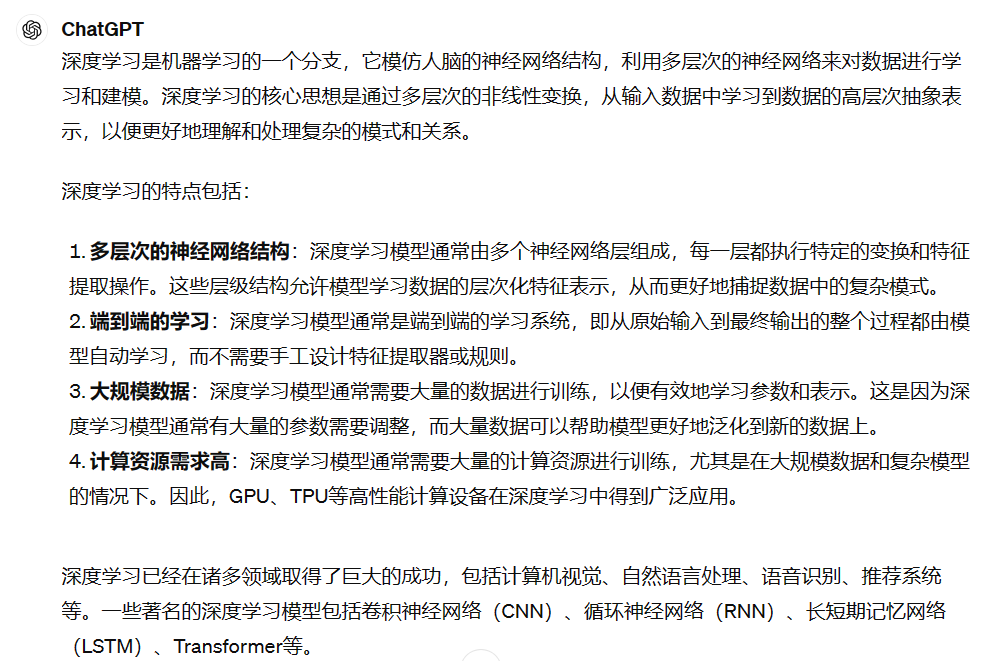 ChatGPT
深度学习是机器学习的一个分支，它模仿人脑的神经网络结构，利用多层次的神经网络来对数据进行学
习和建模。深度学习的核心思想是通过多层次的非线性变换，从输入数据中学习到数据的高层次抽象表
示，以便更好地理解和处理复杂的模式和关系。
深度学习的特点包括：
1. 多层次的神经网络结构：深度学习模型通常由多个神经网络层组成，每一层都执行特定的变换和特征
提取操作。这些层级结构允许模型学习数据的层次化特征表示，从而更好地捕捉数据中的复杂模式。
2. 端到端的学习：深度学习模型通常是端到端的学习系统，即从原始输入到最终输出的整个过程都由模
型自动学习，而不需要手工设计特征提取器或规则。
3. 大规模数据：深度学习模型通常需要大量的数据进行训练，以便有效地学习参数和表示。这是因为深
度学习模型通常有大量的参数需要调整，而大量数据可以帮助模型更好地泛化到新的数据上。
4. 计算资源需求高：深度学习模型通常需要大量的计算资源进行训练，尤其是在大规模数据和复杂模型
的情况下。因此，GPU、TPU等高性能计算设备在深度学习中得到广泛应用。
深度学习已经在诸多领域取得了巨大的成功，包括计算机视觉、自然语言处理、语音识别、推荐系统
等。一些著名的深度学习模型包括卷积神经网络（CNN）、循环神经网络（RNN）、长短期记忆网络
（LSTM）、Transformer等。